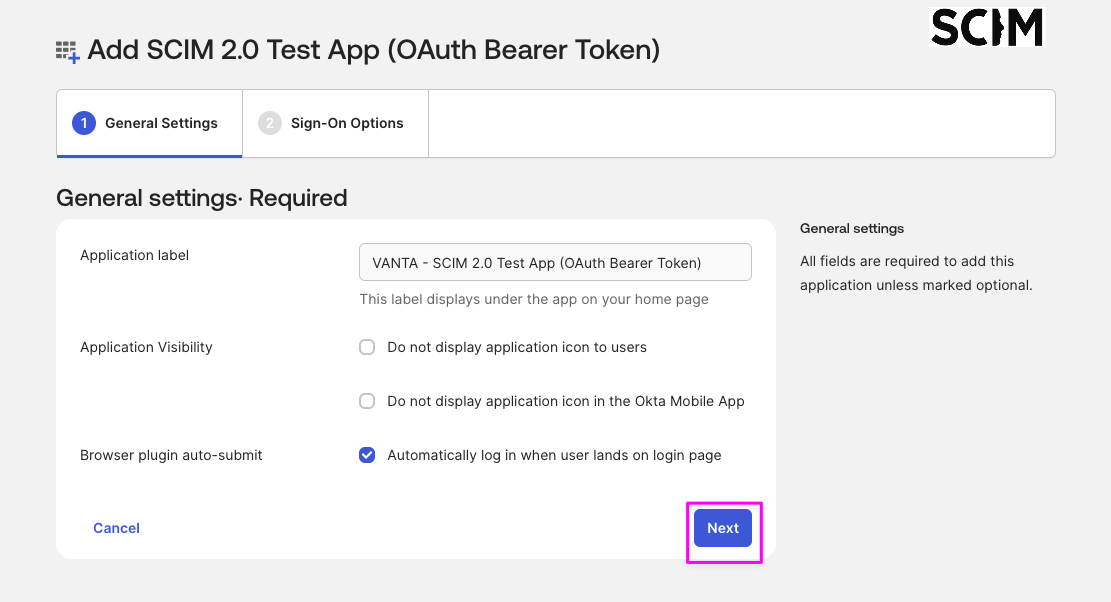 SCIM
Add SCIM 2.0 Test App (OAuth Bearer Token)
1 General Settings
2 Sign-On Options
General settings· Required
Application label
VANTA - SCIM 2.0 Test App (OAuth Bearer Token)
This label displays under the app on your home page
Application Visibility
Do not display application icon to users
Do not display application icon in the Okta Mobile App
Browser plugin auto-submit
Automatically log in when user lands on login page
Cancel
Next
General settings
All fields are required to add this
application unless marked optional.